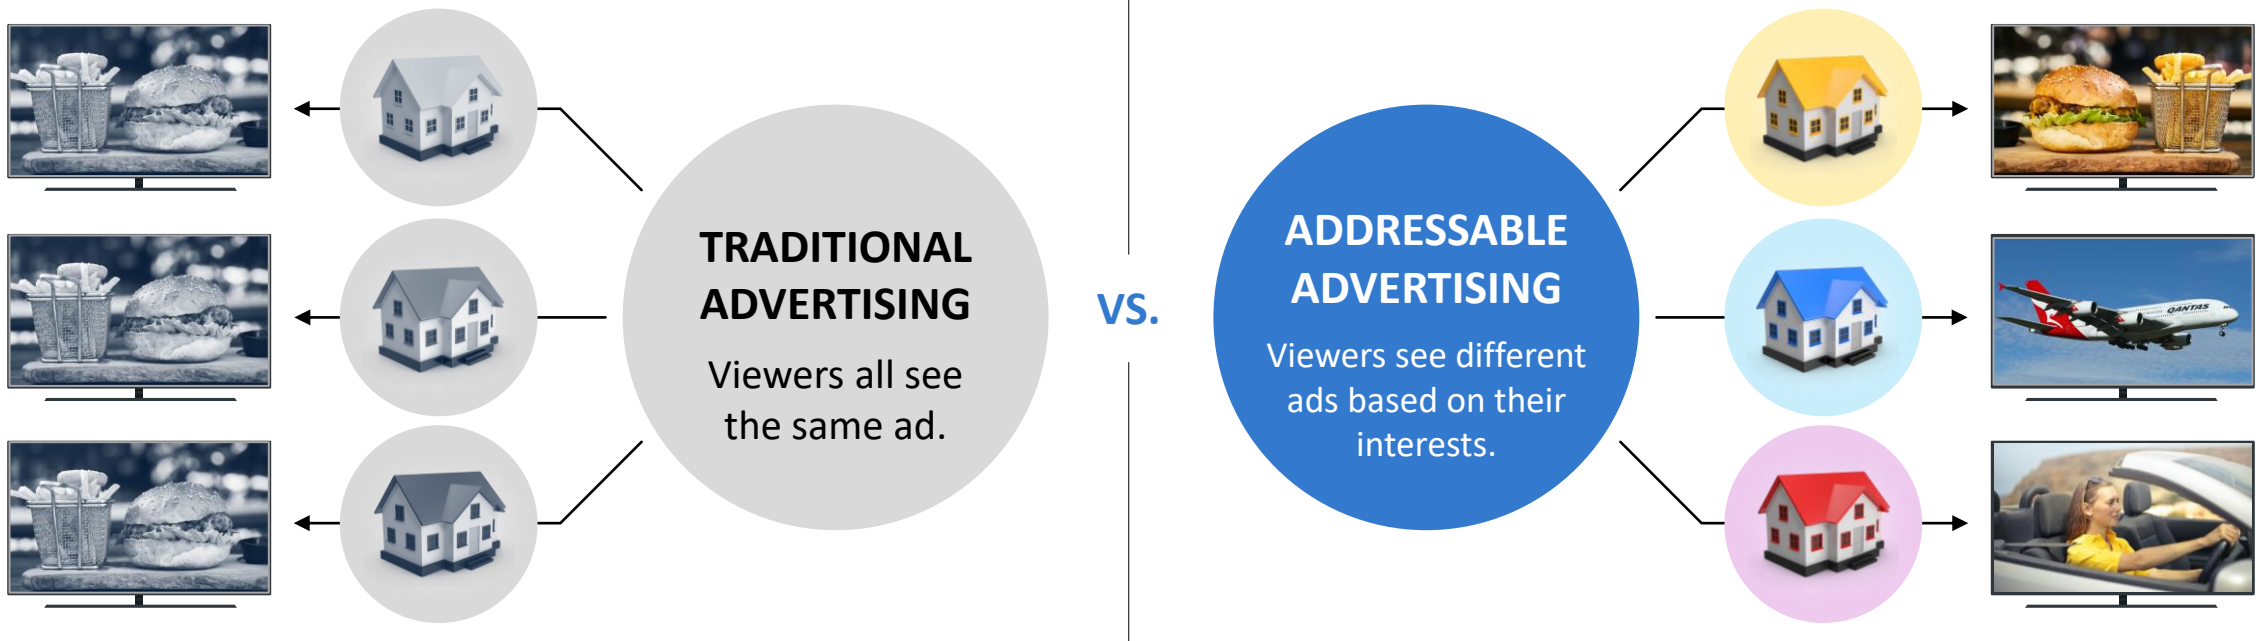 TRADITIONAL
ADVERTISING
Viewers all see
the same ad.
VS.
ADDRESSABLE
ADVERTISING
Viewers see different
ads based on their
interests.
QANTAS